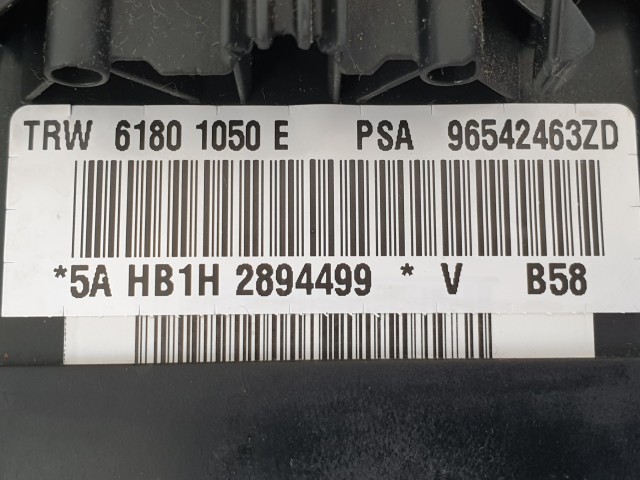 TRW 6180 1050 E PSA 96542463ZD
*5A HB1H 2894499 * V B58